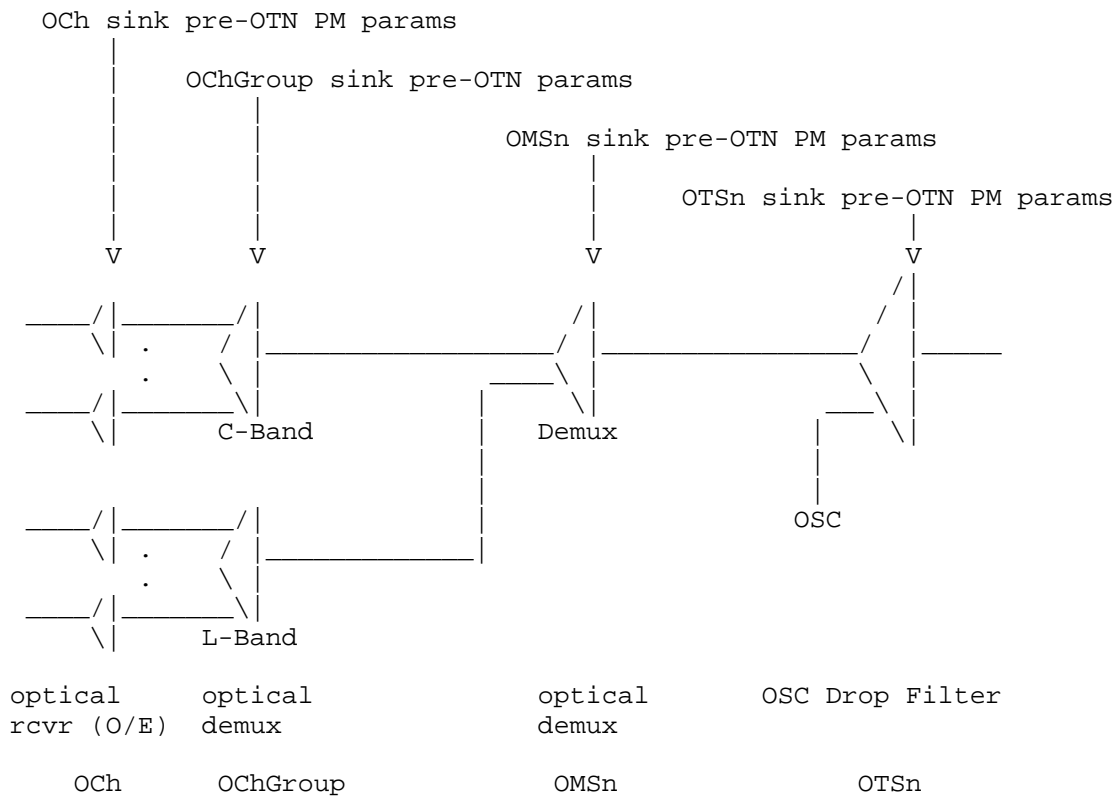 OCh sink pre-OTN PM params
OChGroup sink pre-OTN params
OMSn sink pre-OTN PM params
OTSn sink pre-OTN PM params
C-Band
Demux
OSC
L-Band
optical optical optical OSC Drop Filter
rcvr (O/E) demux demux
OCh OChGroup OMSn OTSn